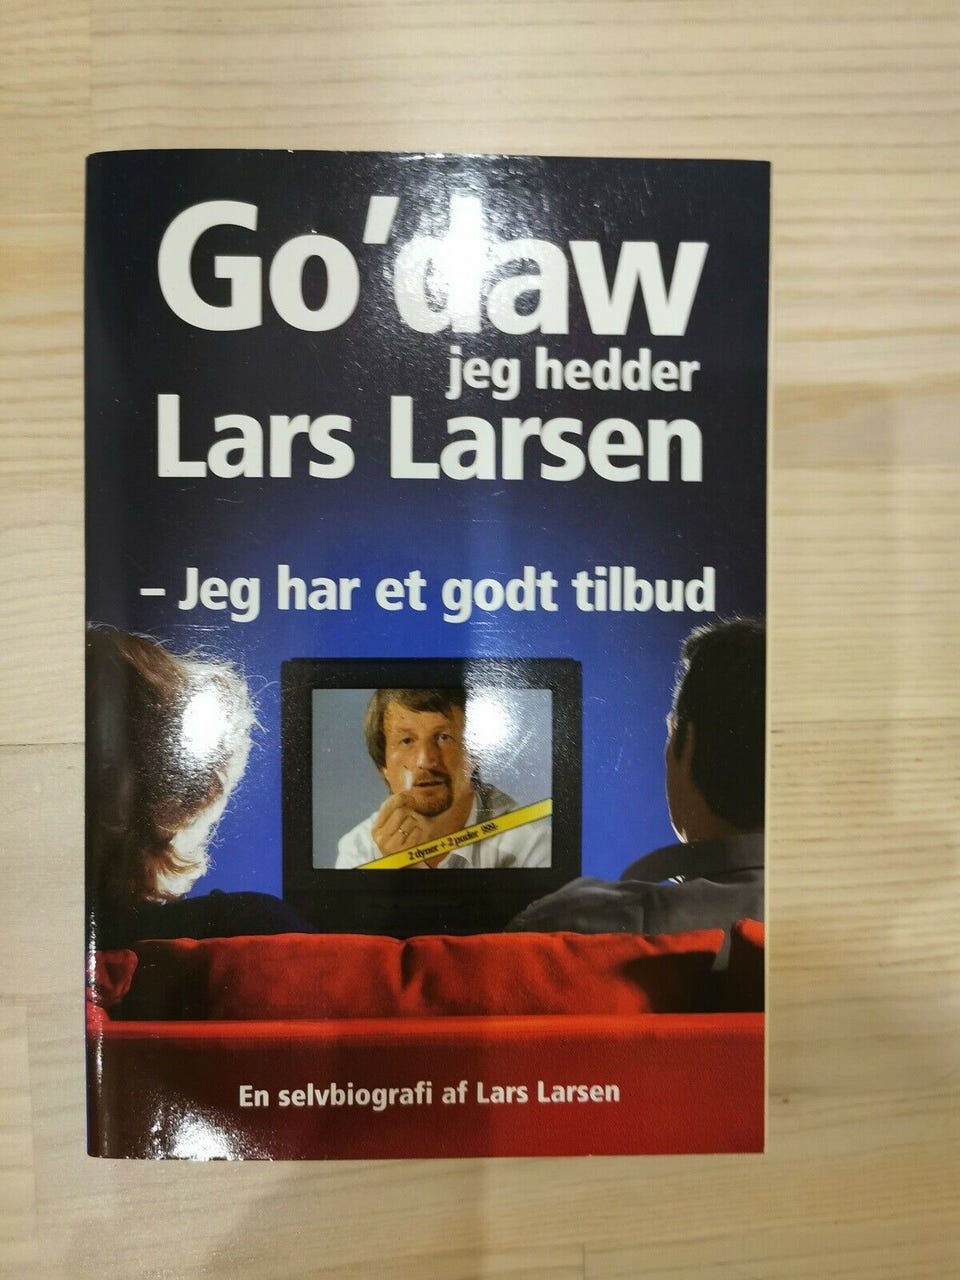 Go'daw
jeg hedder
Lars Larsen
– Jeg har et godt tilbud
2 dyner + 2 puder
En selvbiografi af Lars Larsen